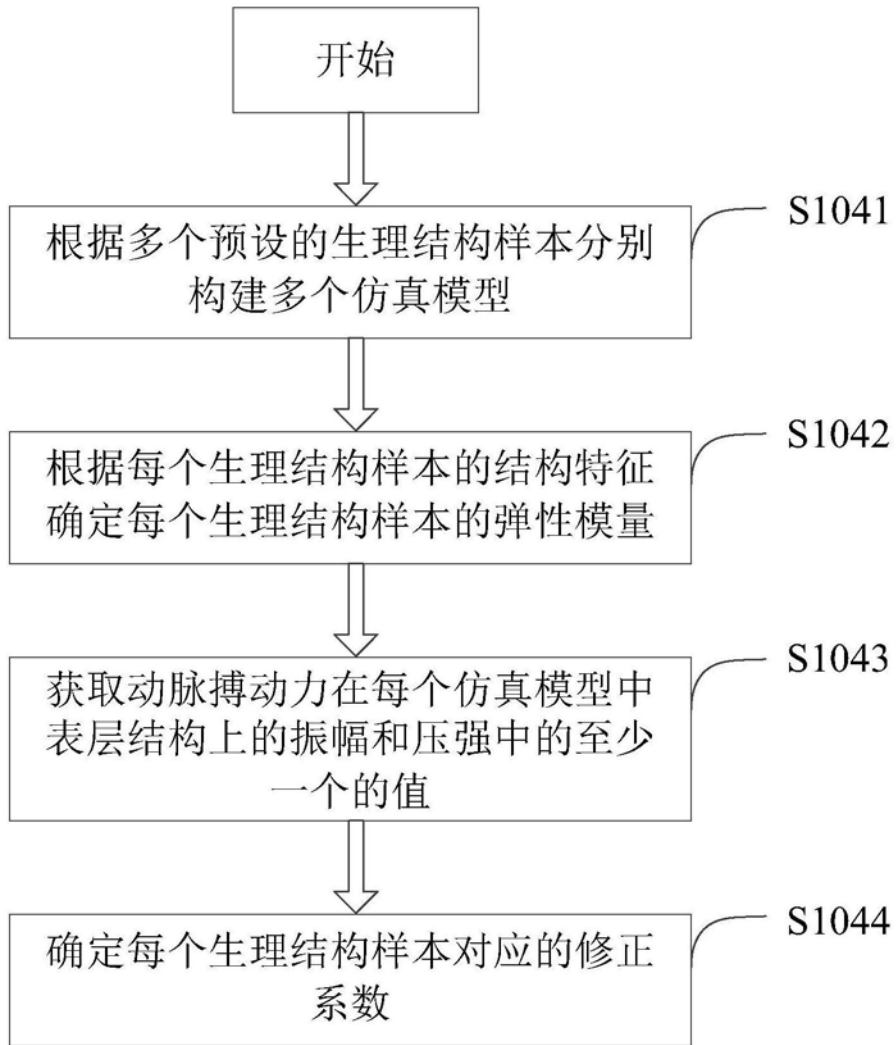 开始
S1041
根据多个预设的生理结构样本分别
构建多个仿真模型
S1042
根据每个生理结构样本的结构特征
确定每个生理结构样本的弹性模量
S1043
获取动脉搏动力在每个仿真模型中
表层结构上的振幅和压强中的至少
一个的值
S1044
确定每个生理结构样本对应的修正
系数